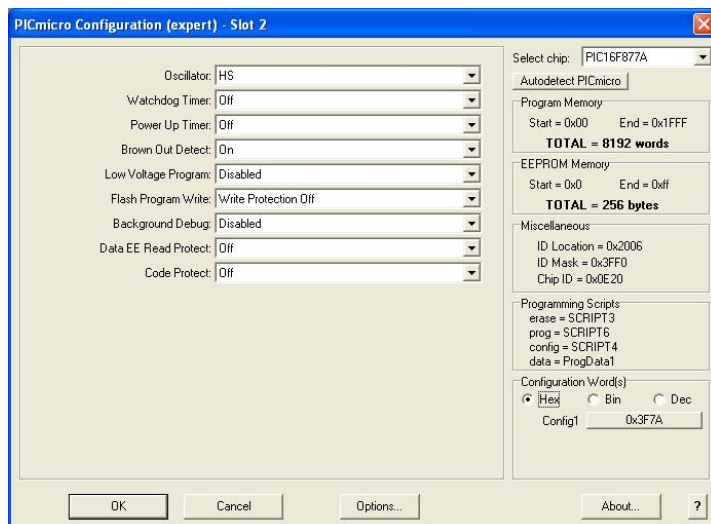 PICmicro Configuration (expert) - Slot 2
Oscillator: HS
Watchdog Timer: Off
Power Up Timer: Off
Brown Out Detect: On
Low Voltage Program: Disabled
Flash Program Write: Write Protection Off
Background Debug: Disabled
Data EE Read Protect: Off
Code Protect: Off
Select chip: PIC16F877A
Autodetect PICmicro
Program Memory
Start = 0x00 End = 0x1FFF
TOTAL = 8192 words
EEPROM Memory
Start = 0x0 End = 0xff
TOTAL = 256 bytes
Miscellaneous
ID Location = 0x2006
ID Mask = 0x3FF0
Chip ID = 0x0E20
Programming Scripts
erase = SCRIPT3
prog = SCRIPT6
config = SCRIPT4
data = ProgData1
Configuration Word(s)
Hex Bin Dec
Config1 0x3F7A
OK Cancel Options... About... ?